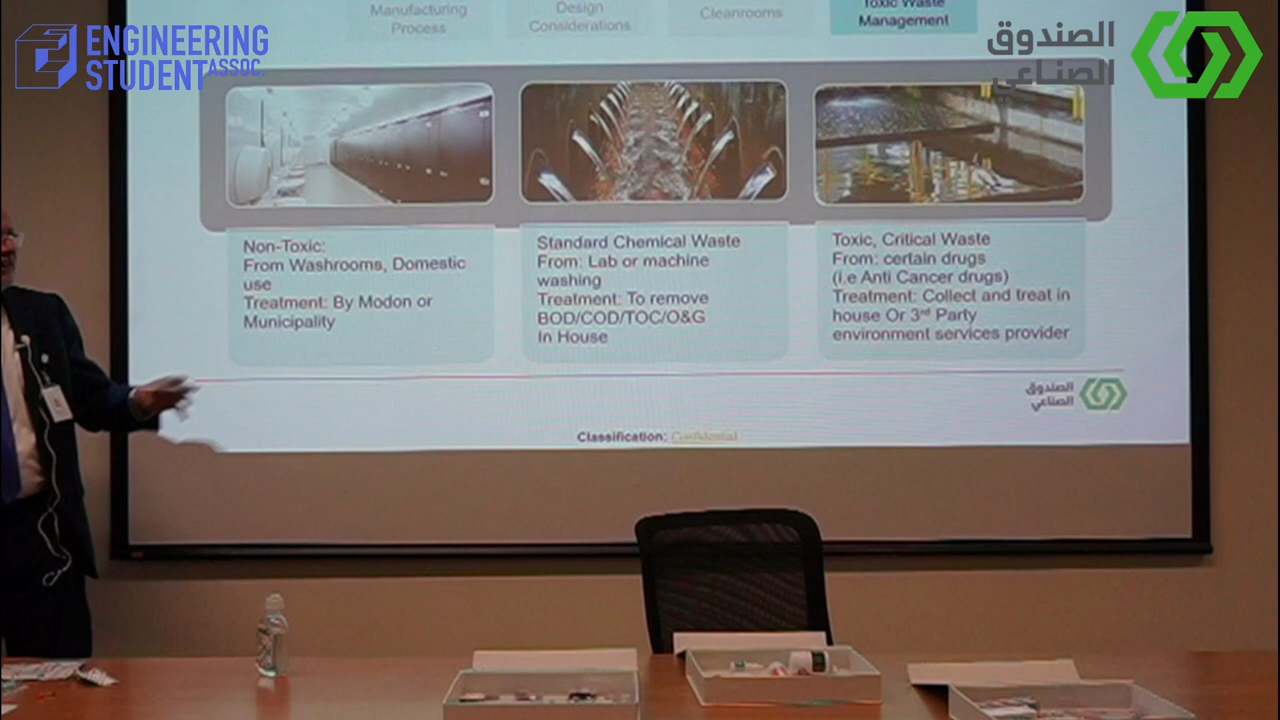 ENGINEERING
STUDENT ASSOC.
الصندوق
الصناعي
Manufacturing
Process
Design
Considerations
Cleanrooms
Toxic Waste
Management
Non-Toxic:
From Washrooms, Domestic
use
Treatment: By Modon or
Municipality
Standard Chemical Waste
From: Lab or machine
washing
Treatment: To remove
BOD/COD/TOC/O&G
In House
Toxic, Critical Waste
From: certain drugs
(i.e Anti Cancer drugs)
Treatment: Collect and treat in
house Or 3rd Party
environment services provider
الصندوق
الصناعي
Classification: Confidential